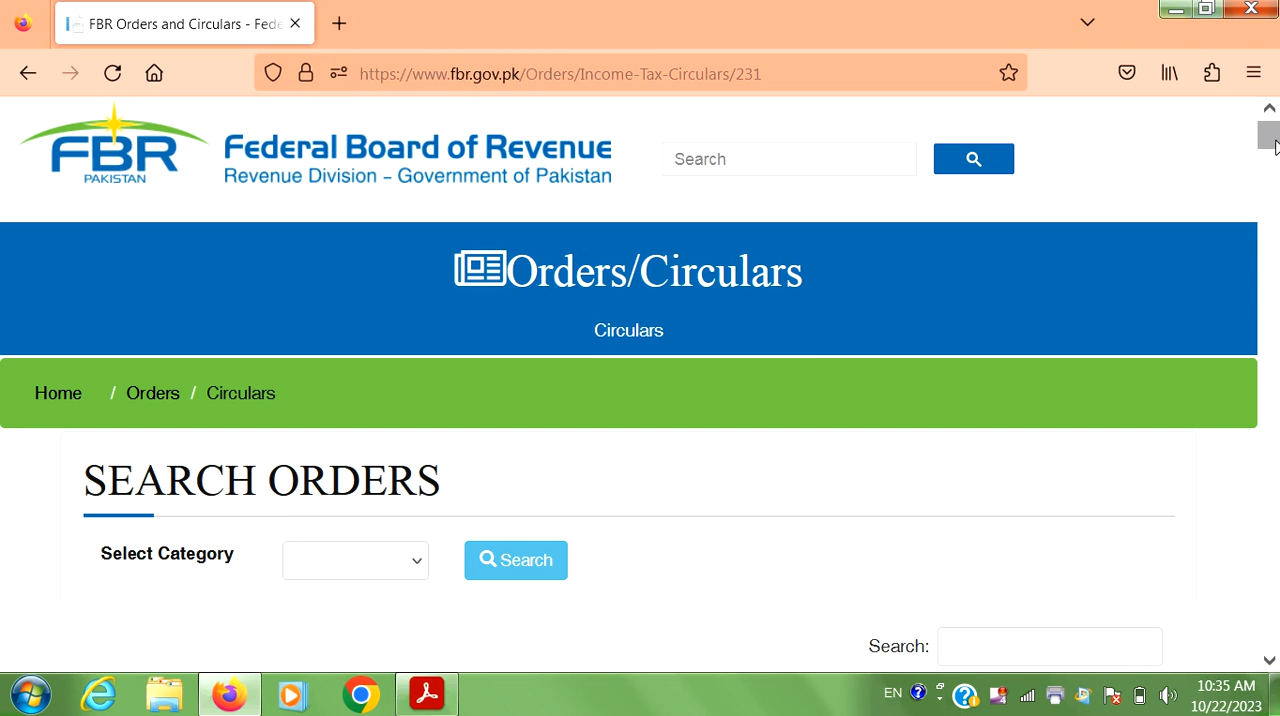 FBR Orders and Circulars - Fede
https://www.fbr.gov.pk/Orders/Income-Tax-Circulars/231
FBR
PAKISTAN
Federal Board of Revenue
Revenue Division – Government of Pakistan
Search
Orders/Circulars
Circulars
Home / Orders / Circulars
SEARCH ORDERS
Select Category
Search
Search:
EN
10:35 AM
10/22/2023